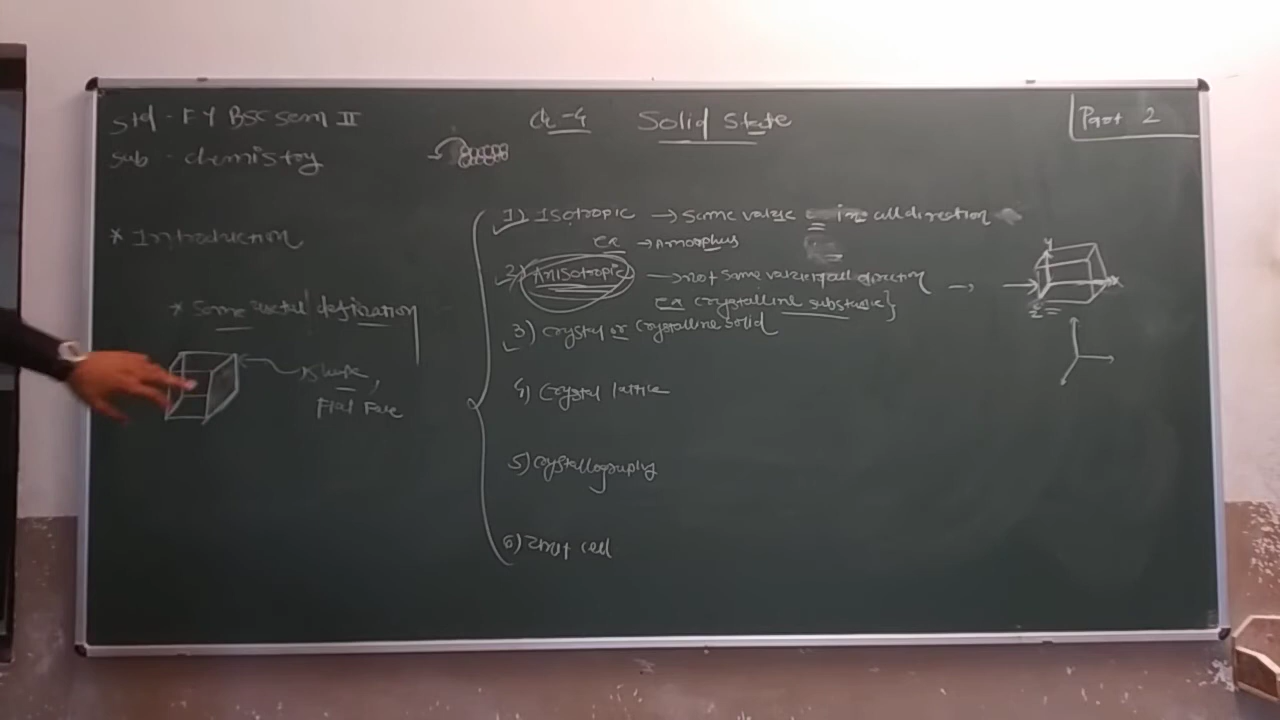 Std - FY BSC Sem II
Sub - chemistry
Ch-4 Solid State
Part 2
* Introduction
* Some usetal defination
Shape,
Flat Face
1) Isotropic → Same value in all direction
Ex → Amorphus
2) Anisotropic → not same value in all direction →
Ex crystalline substance}
3) Crystal or crystalline solid
4) Crystal lattice
5) crystallography
6) Unit cell
Y
X
Z